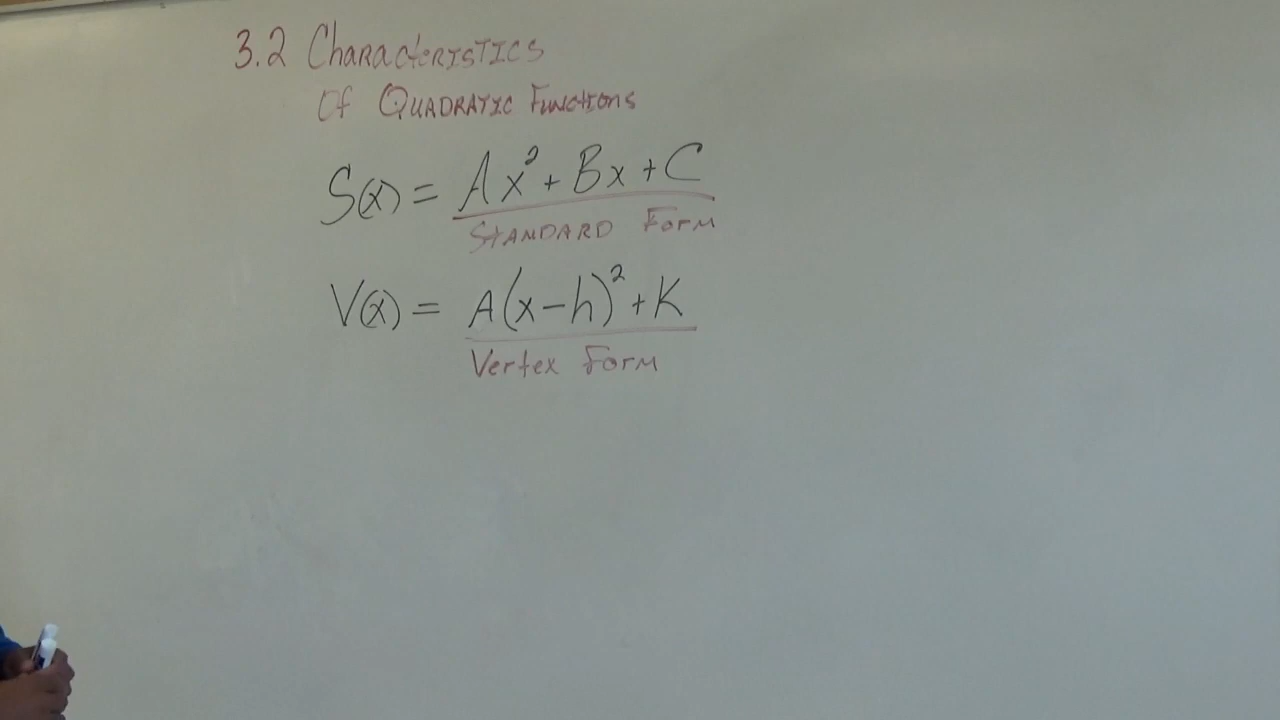 3.2 Characteristics
Of Quadratic Functions
S(x) = Ax² + Bx + C
Standard Form
V(x) = A(x-h)² + K
Vertex Form